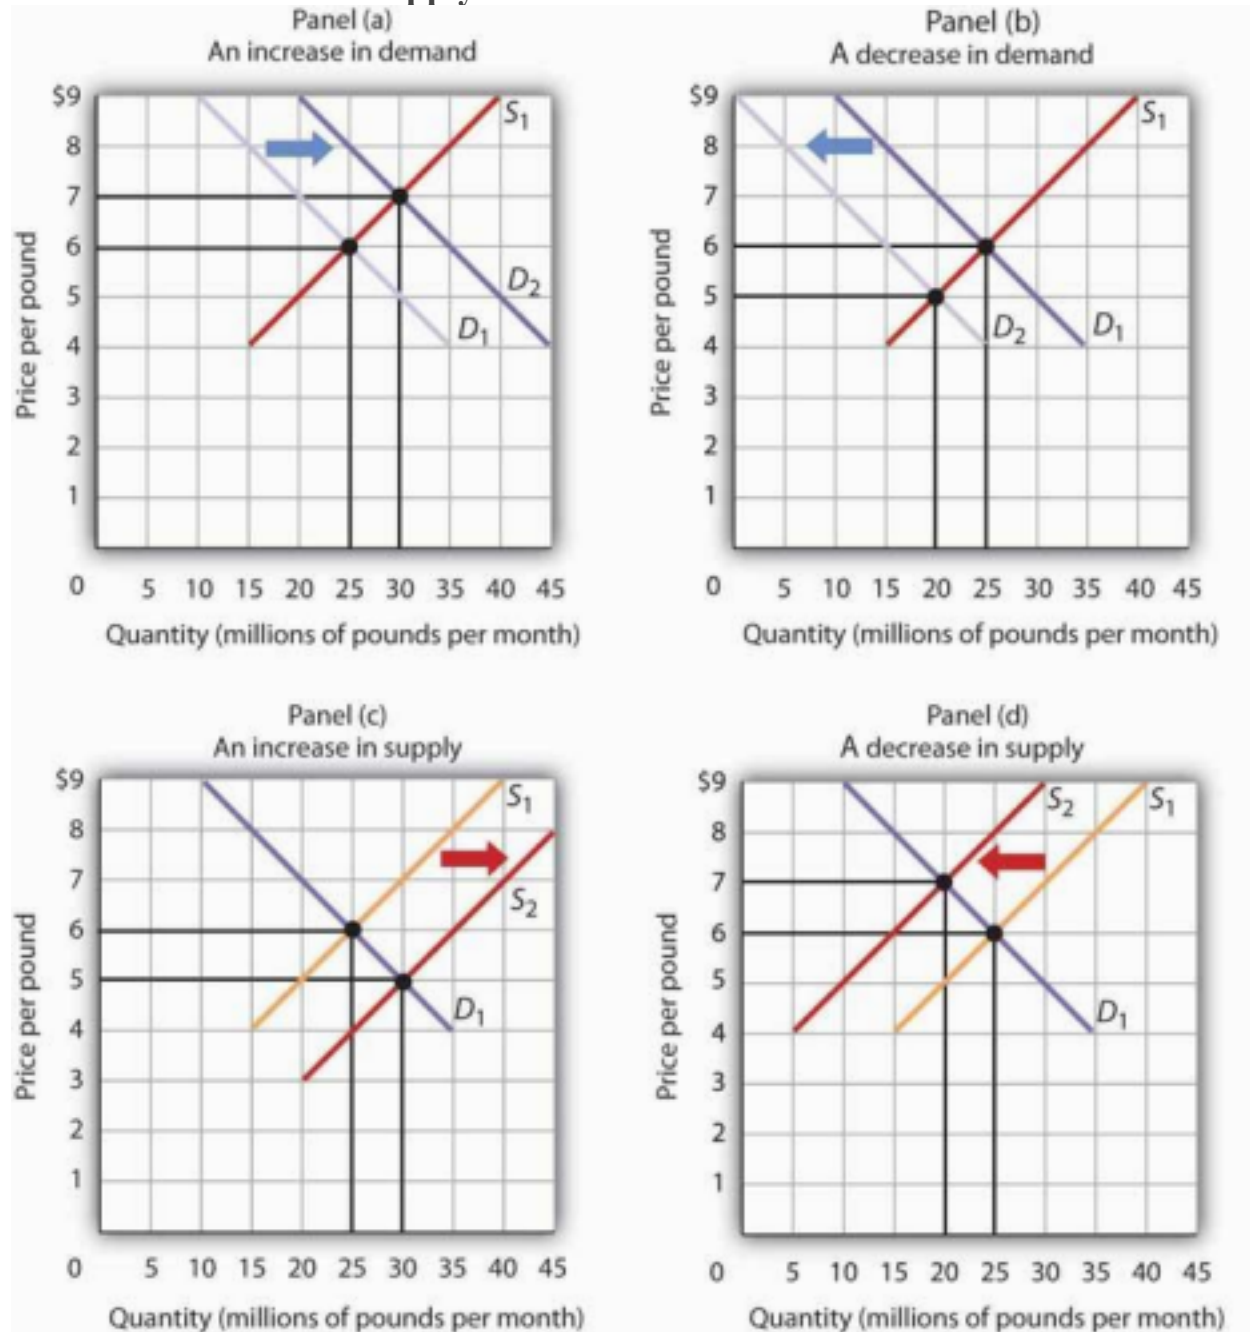 Panel (a)
An increase in demand
$9
8
7
6
5
4
3
2
1
0 5 10 15 20 25 30 35 40 45
S1
D2
D1
Price per pound
Quantity (millions of pounds per month)
Panel (b)
A decrease in demand
$9
8
7
6
5
4
3
2
1
0 5 10 15 20 25 30 35 40 45
S1
D2
D1
Price per pound
Quantity (millions of pounds per month)
Panel (c)
An increase in supply
$9
8
7
6
5
4
3
2
1
0 5 10 15 20 25 30 35 40 45
S1
S2
D1
Price per pound
Quantity (millions of pounds per month)
Panel (d)
A decrease in supply
$9
8
7
6
5
4
3
2
1
0 5 10 15 20 25 30 35 40 45
S2
S1
D1
Price per pound
Quantity (millions of pounds per month)